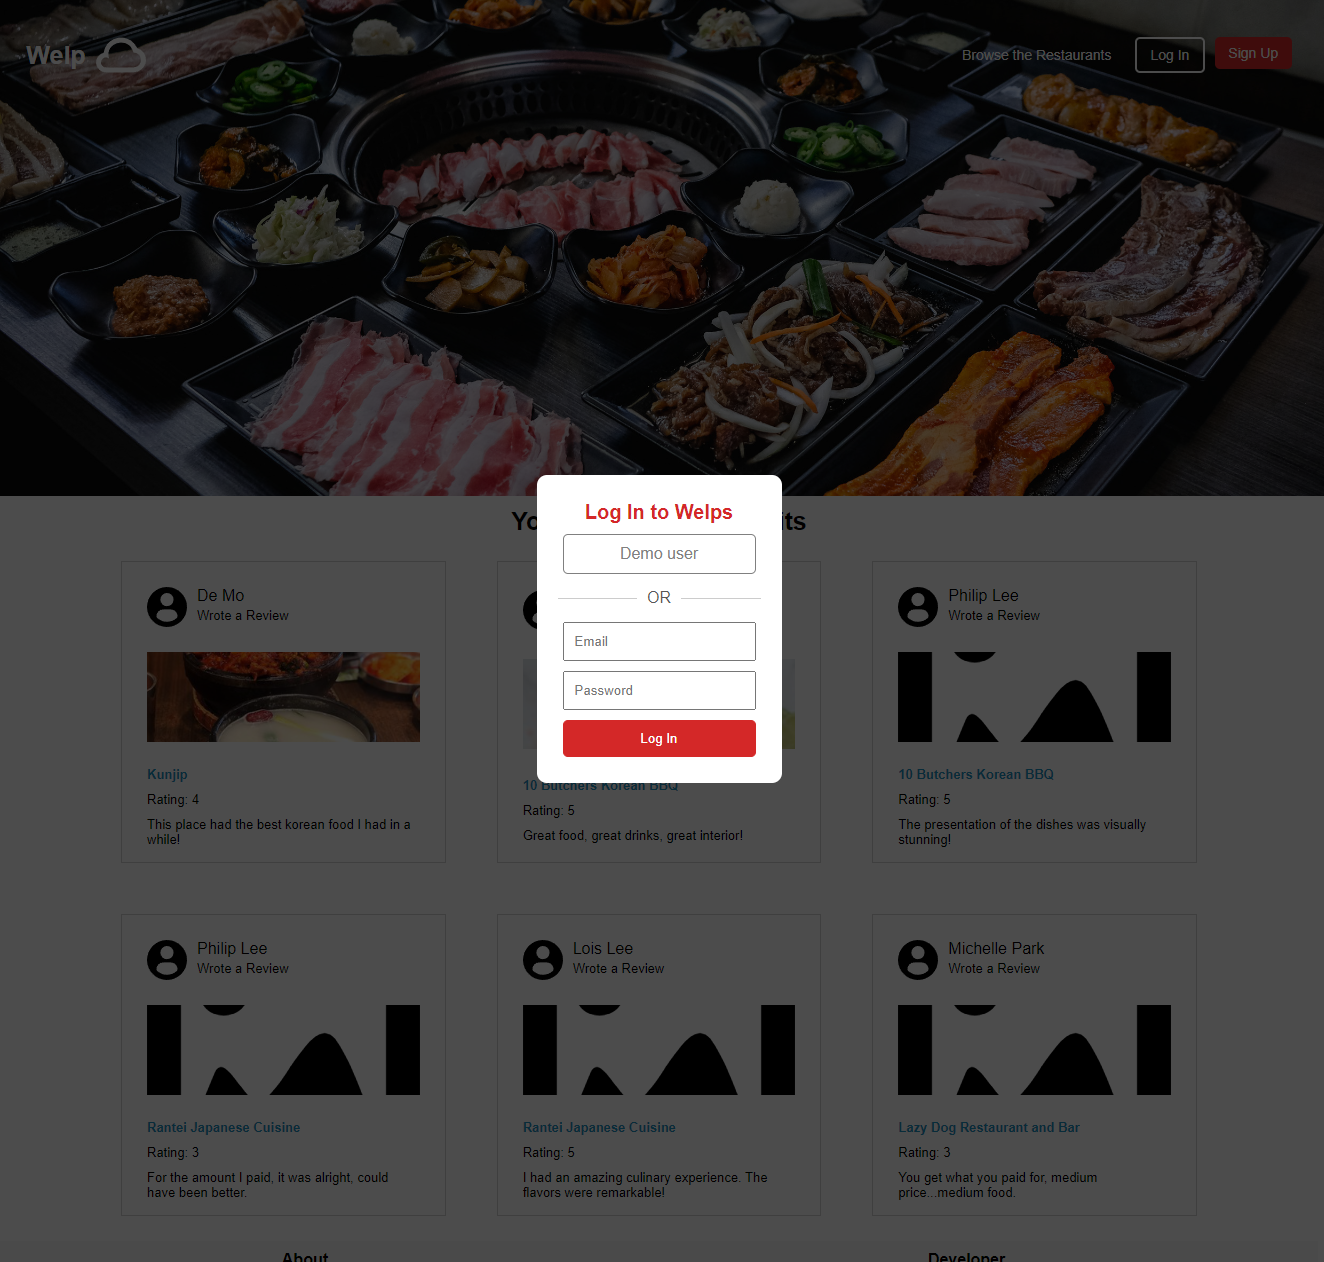 Welp
Browse the Restaurants
Log In
Sign Up
Log In to Welps
Demo user
OR
Email
Password
Log In
De Mo
Wrote a Review
Kunjip
Rating: 4
This place had the best korean food I had in a
while!
10 Butchers Korean BBQ
Rating: 5
Great food, great drinks, great interior!
Philip Lee
Wrote a Review
10 Butchers Korean BBQ
Rating: 5
The presentation of the dishes was visually
stunning!
Philip Lee
Wrote a Review
Rantei Japanese Cuisine
Rating: 3
For the amount I paid, it was alright, could
have been better.
Lois Lee
Wrote a Review
Rantei Japanese Cuisine
Rating: 5
I had an amazing culinary experience. The
flavors were remarkable!
Michelle Park
Wrote a Review
Lazy Dog Restaurant and Bar
Rating: 3
You get what you paid for, medium
price...medium food.
About
Developer